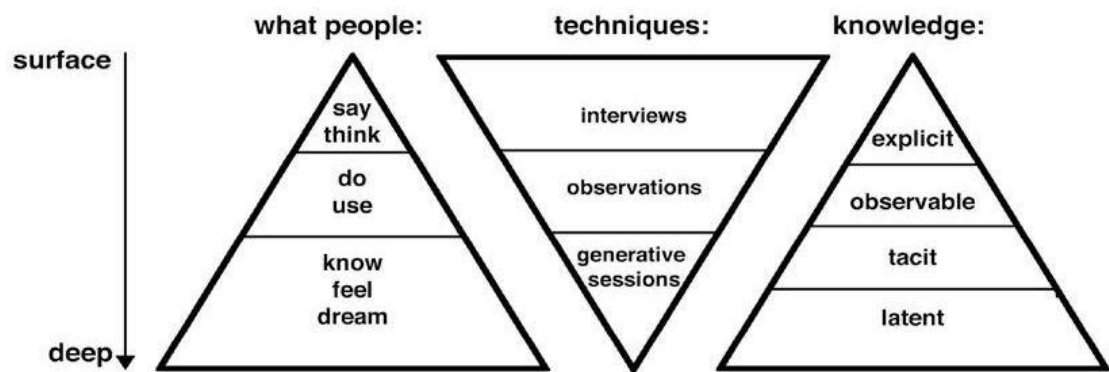 what people:
techniques:
knowledge:
surface
deep
say
think
do
use
know
feel
dream
interviews
observations
generative
sessions
explicit
observable
tacit
latent